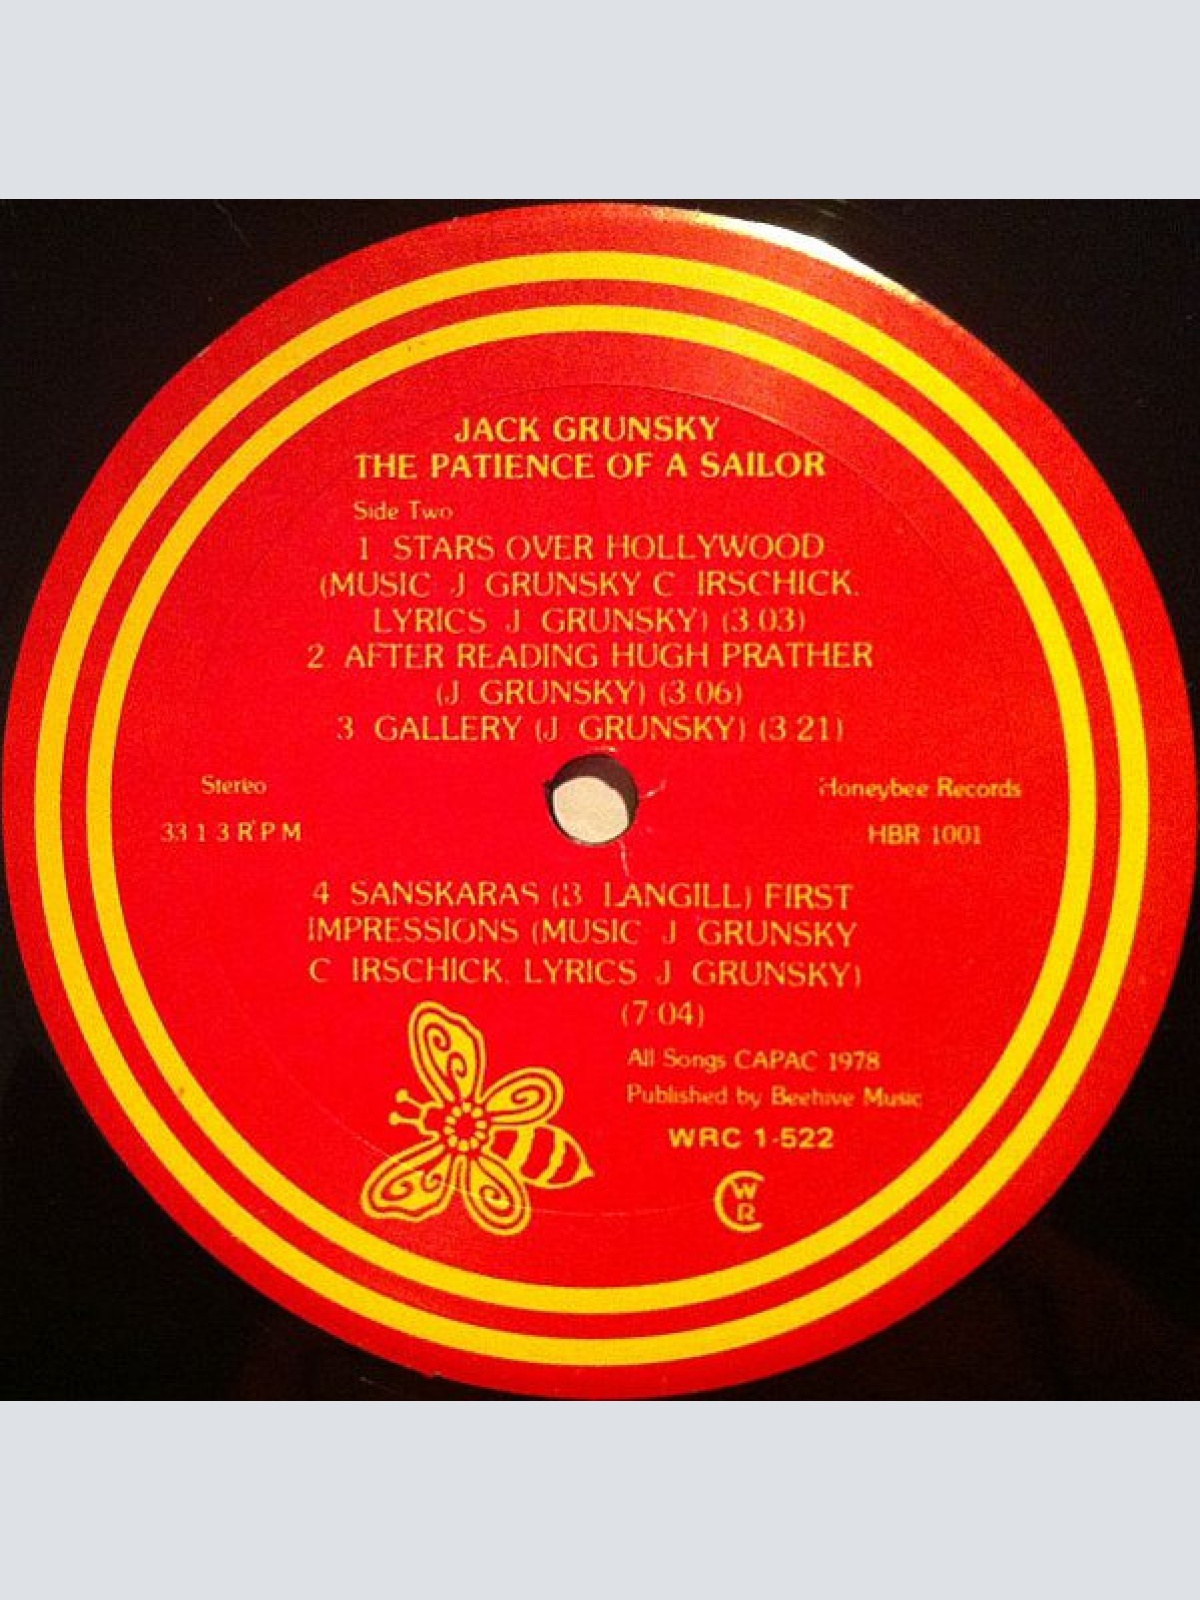 JACK GRUNSKY
THE PATIENCE OF A SAILOR
Side Two
1 STARS OVER HOLLYWOOD
(MUSIC J GRUNSKY C IRSCHICK,
LYRICS J GRUNSKY) (3 03)
2 AFTER READING HUGH PRATHER
(J GRUNSKY) (3 06)
3 GALLERY (J GRUNSKY) (3 21)
Stereo
33 1 3 R P M
Honeybee Records
HBR 1001
4 SANSKARAS (B LANGILL) FIRST
IMPRESSIONS (MUSIC J GRUNSKY
C IRSCHICK, LYRICS J GRUNSKY)
(7 04)
All Songs CAPAC 1978
Published by Beehive Music
WRC 1-522
WRC